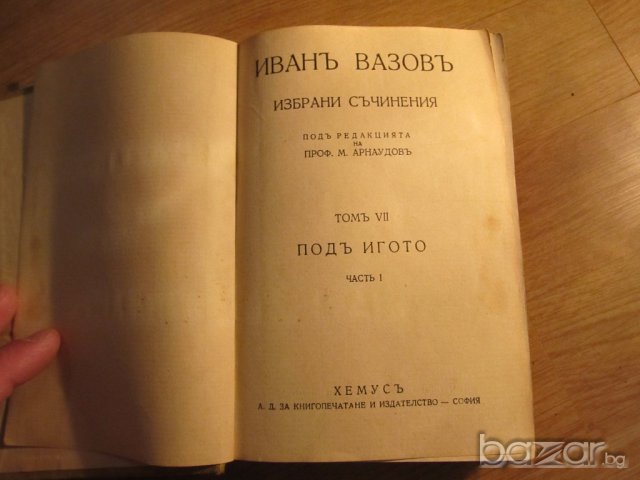 ИВАНЪ ВАЗОВЪ
ИЗБРАНИ СЪЧИНЕНИЯ
ПОДЪ РЕДАКЦИЯТА
НА
ПРОФ. М. АРНАУДОВЪ
ТОМЪ VII
ПОДЪ ИГОТО
ЧАСТЬ I
ХЕМУСЪ
А. Д. ЗА КНИГОПЕЧАТАНЕ И ИЗДАТЕЛСТВО — СОФИЯ
bazar.bg